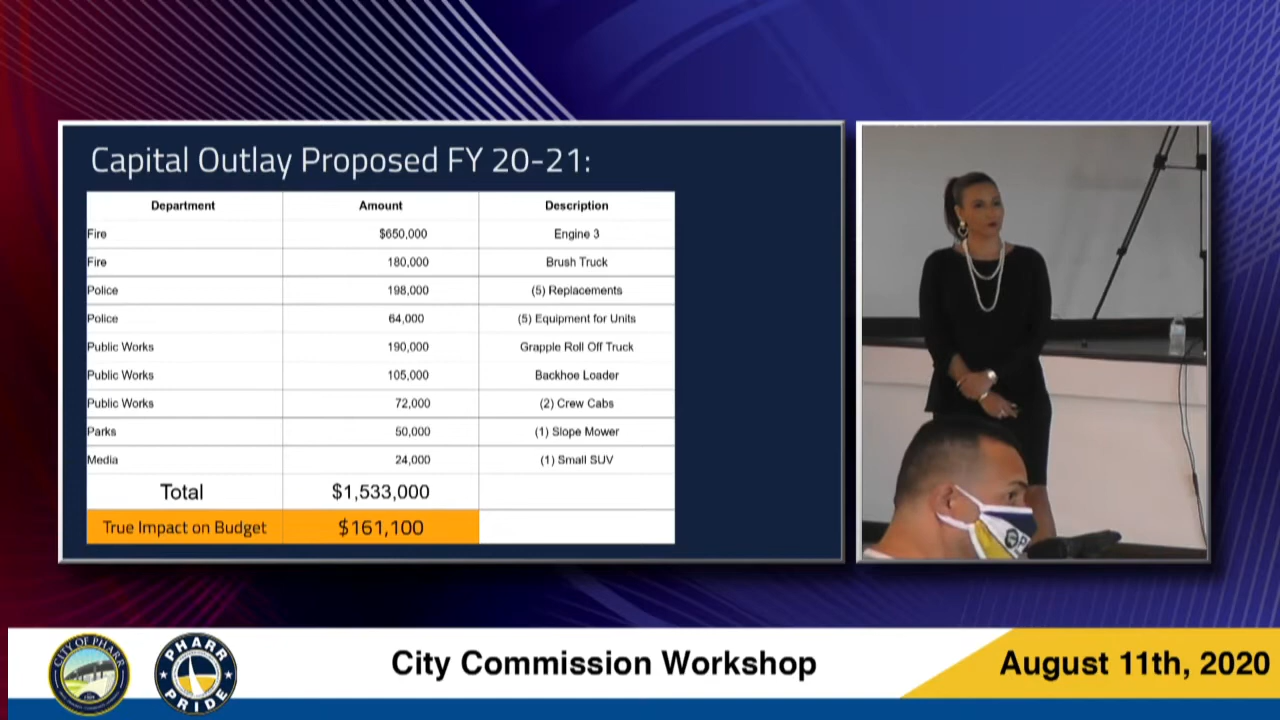 Capital Outlay Proposed FY 20-21:
Department Amount Description
Fire $650,000 Engine 3
Fire 180,000 Brush Truck
Police 198,000 (5) Replacements
Police 64,000 (5) Equipment for Units
Public Works 190,000 Grapple Roll Off Truck
Public Works 105,000 Backhoe Loader
Public Works 72,000 (2) Crew Cabs
Parks 50,000 (1) Slope Mower
Media 24,000 (1) Small SUV
Total $1,533,000
True Impact on Budget $161,100
CITY OF PHARR
PHARR
PRIDE
City Commission Workshop
August 11th, 2020